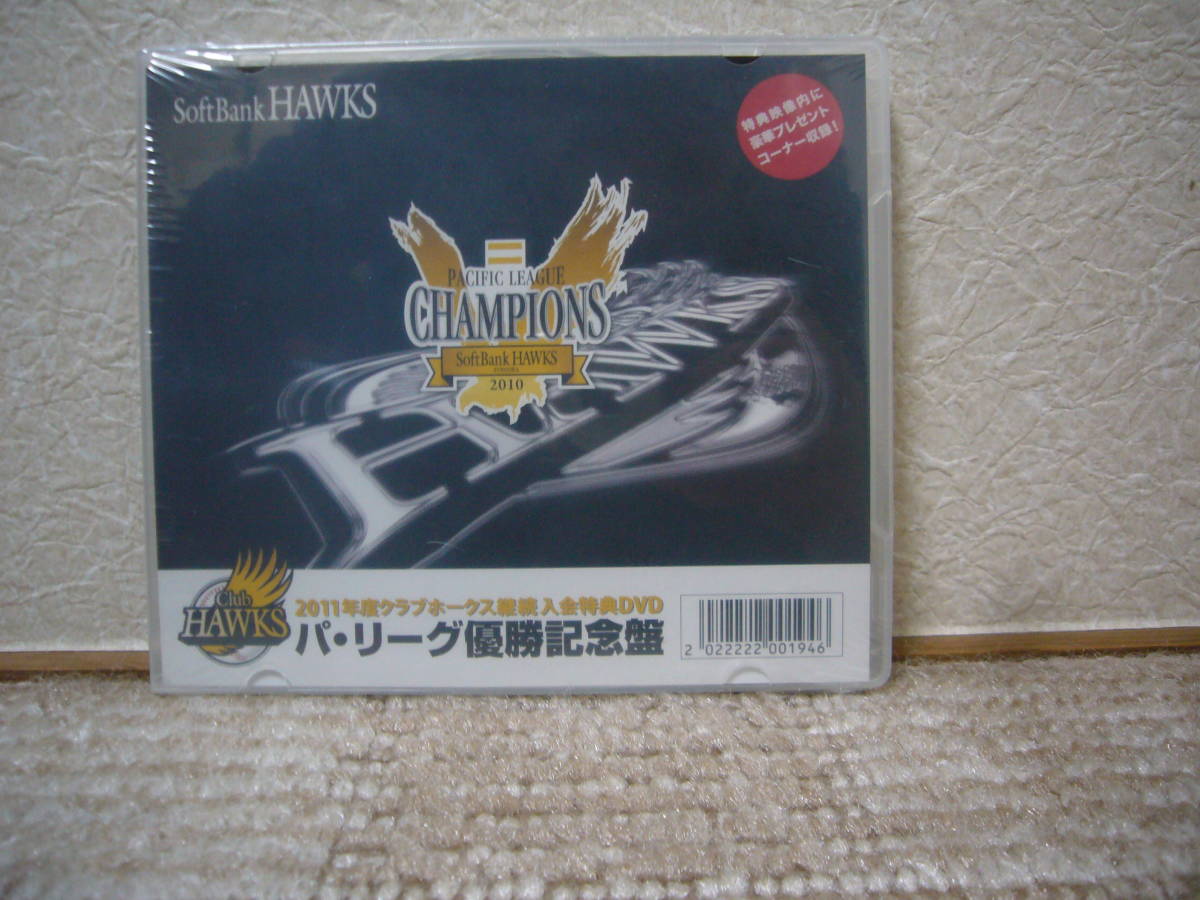 SoftBank HAWKS
特典映像内に
豪華プレゼント
コーナー収録!
PACIFIC LEAGUE
CHAMPIONS
SoftBank HAWKS
2010
Club
HAWKS
2011年度クラブホークス継続入会特典DVD
パ・リーグ優勝記念盤
2 022222 001946